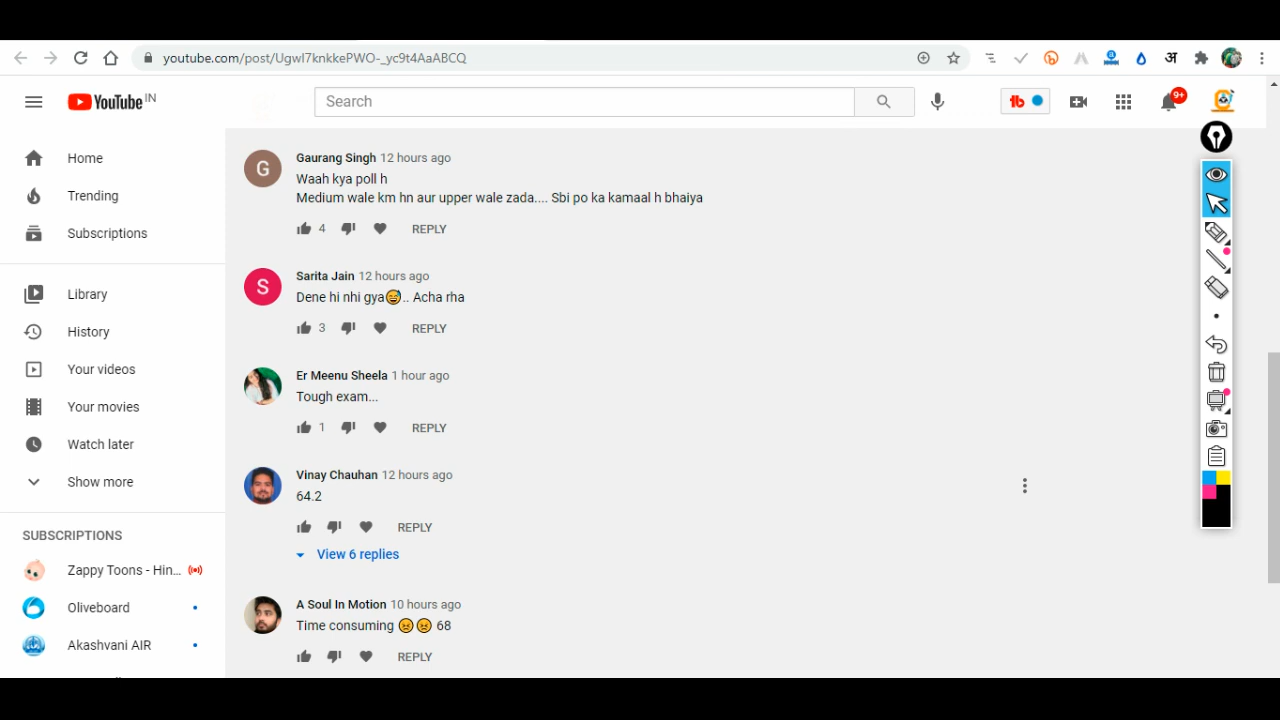 youtube.com/post/Ugwl7knkkePWO-_yc9t4AaABCQ
अ
YouTube IN
Search
9+
Home
Trending
Subscriptions
Library
History
Your videos
Your movies
Watch later
Show more
SUBSCRIPTIONS
Zappy Toons - Hin...
Oliveboard
Akashvani AIR
G
Gaurang Singh 12 hours ago
Waah kya poll h
Medium wale km hn aur upper wale zada.... Sbi po ka kamaal h bhaiya
4 REPLY
S
Sarita Jain 12 hours ago
Dene hi nhi gya😅.. Acha rha
3 REPLY
Er Meenu Sheela 1 hour ago
Tough exam...
1 REPLY
Vinay Chauhan 12 hours ago
64.2
REPLY
View 6 replies
A Soul In Motion 10 hours ago
Time consuming 😖😖 68
REPLY